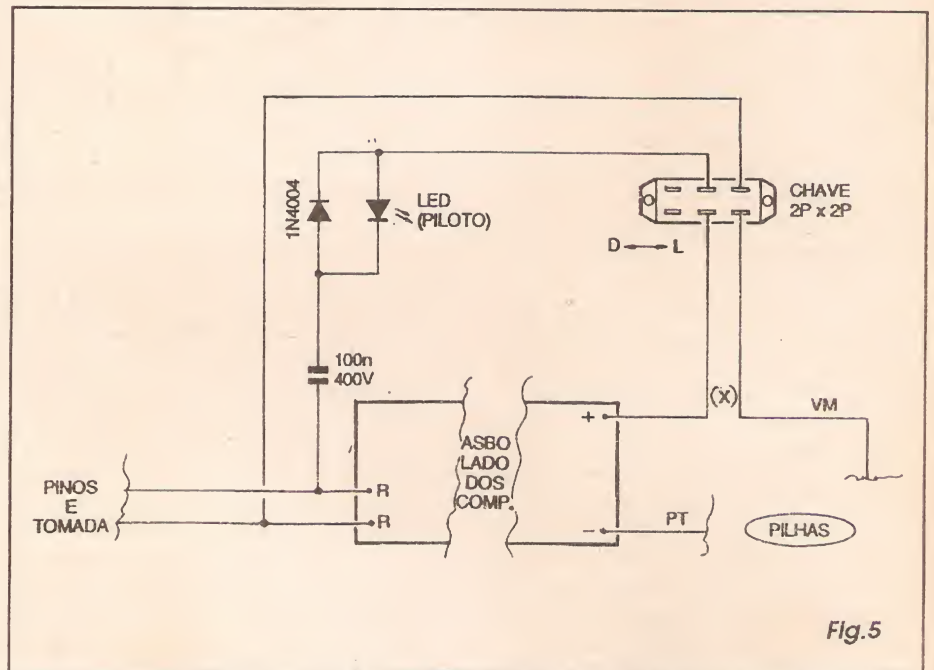 1N4004
LED
(PILOTO)
CHAVE
2P x 2P
D L
100n
400V
(X)
+
VM
ASBO
LADO
DOS
COMP.
PINOS
E
TOMADA
R
R
–
PT
PILHAS
Fig.5